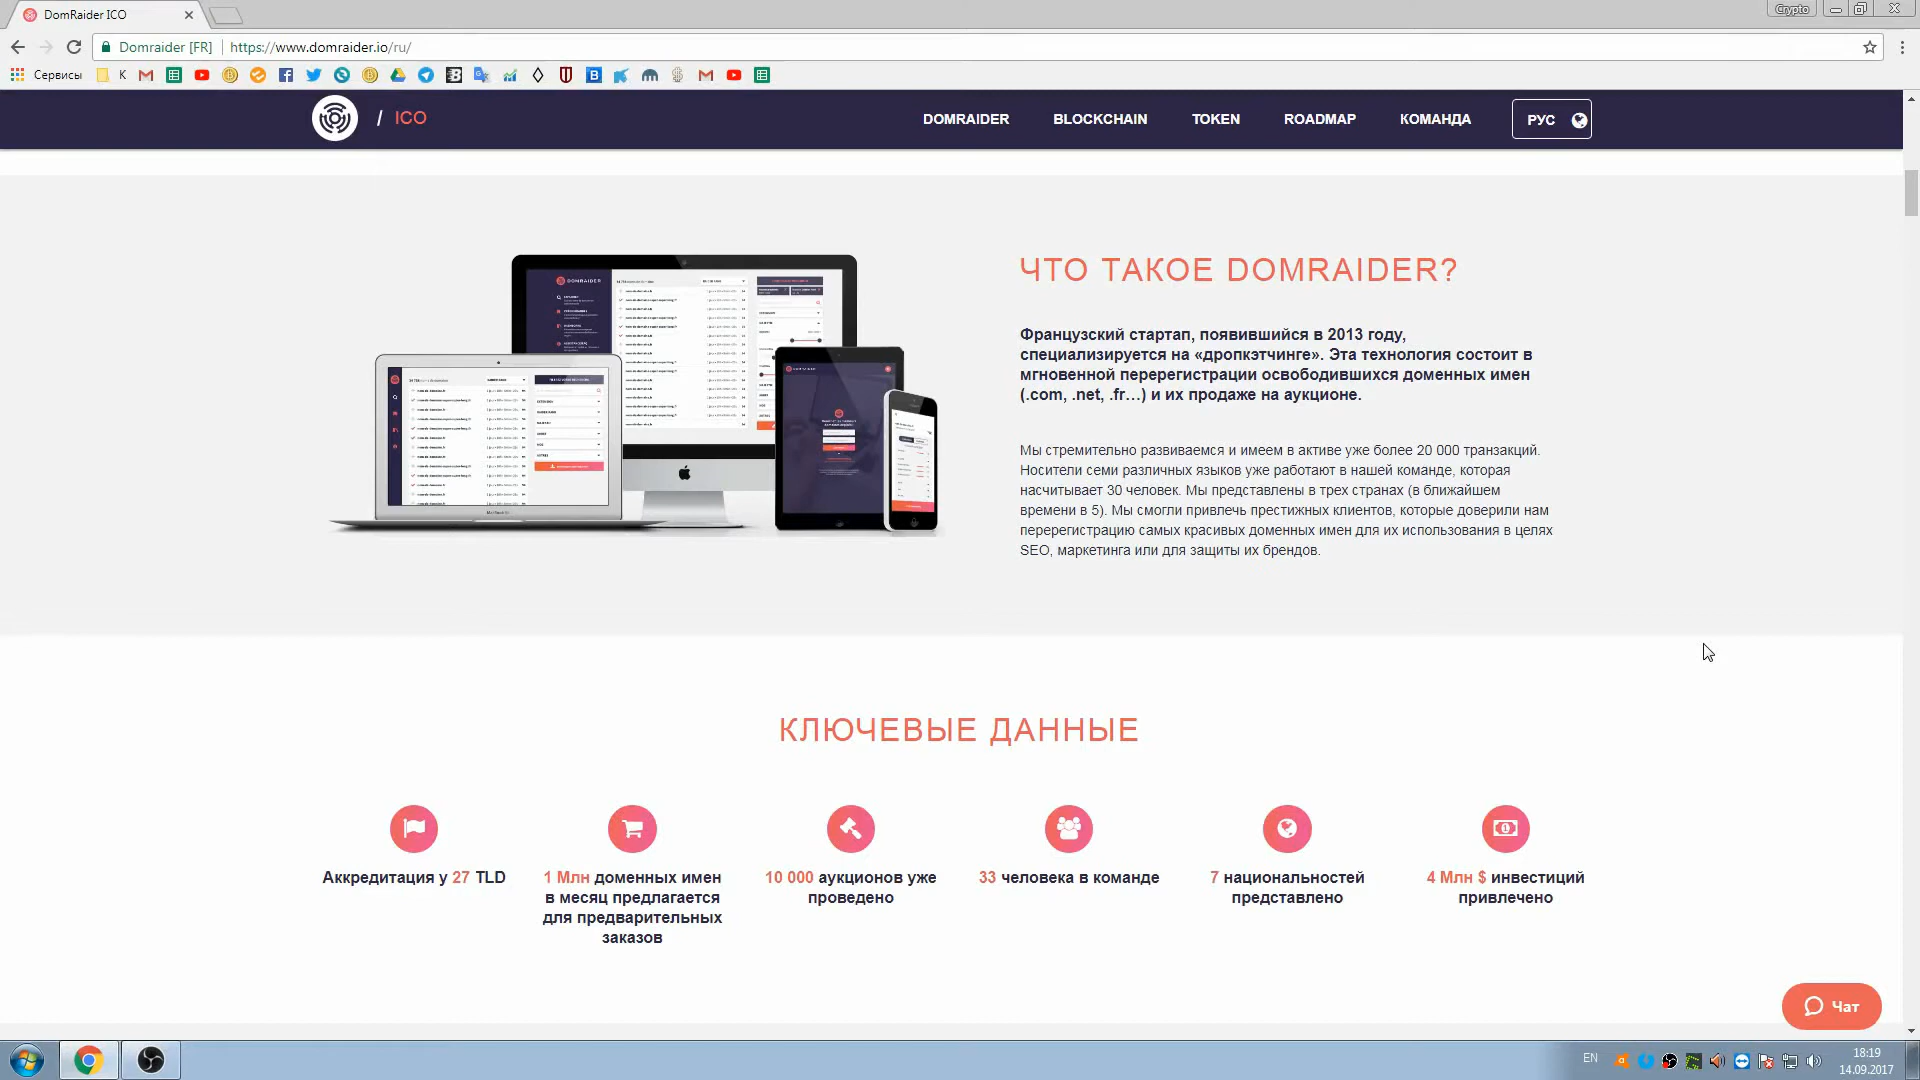 DomRaider ICO
Crypto
Domraider [FR]
https://www.domraider.io/ru/
Сервисы
K
/ ICO
DOMRAIDER
BLOCKCHAIN
TOKEN
ROADMAP
КОМАНДА
РУС
DOMRAIDER
ЧТО ТАКОЕ DOMRAIDER?
Французский стартап, появившийся в 2013 году,
специализируется на «дропкэтчинге». Эта технология состоит в
мгновенной перерегистрации освободившихся доменных имен
(.com, .net, .fr...) и их продаже на аукционе.
Мы стремительно развиваемся и имеем в активе уже более 20 000 транзакций.
Носители семи различных языков уже работают в нашей команде, которая
насчитывает 30 человек. Мы представлены в трех странах (в ближайшем
времени в 5). Мы смогли привлечь престижных клиентов, которые доверили нам
перерегистрацию самых красивых доменных имен для их использования в целях
SEO, маркетинга или для защиты их брендов.
КЛЮЧЕВЫЕ ДАННЫЕ
Аккредитация у 27 TLD
1 Млн доменных имен
в месяц предлагается
для предварительных
заказов
10 000 аукционов уже
проведено
33 человека в команде
7 национальностей
представлено
4 Млн $ инвестиций
привлечено
Чат
EN
18:19
14.09.2017